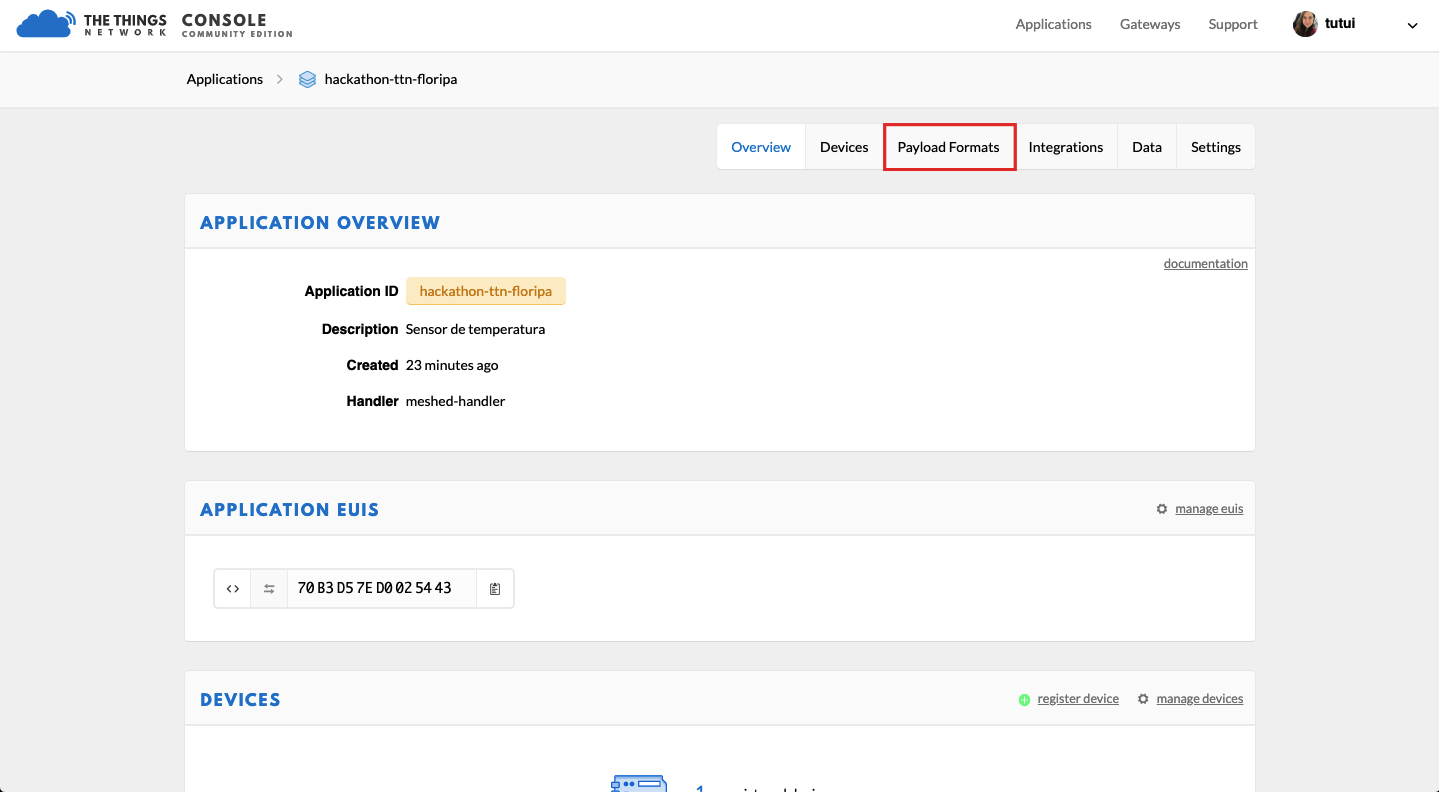 THE THINGS
NETWORK
CONSOLE
COMMUNITY EDITION
Applications
Gateways
Support
tutui
Applications
hackathon-ttn-floripa
Overview
Devices
Payload Formats
Integrations
Data
Settings
APPLICATION OVERVIEW
documentation
Application ID hackathon-ttn-floripa
Description Sensor de temperatura
Created 23 minutes ago
Handler meshed-handler
APPLICATION EUIS
manage euis
70 B3 D5 7E D0 02 54 43
DEVICES
register device
manage devices
1